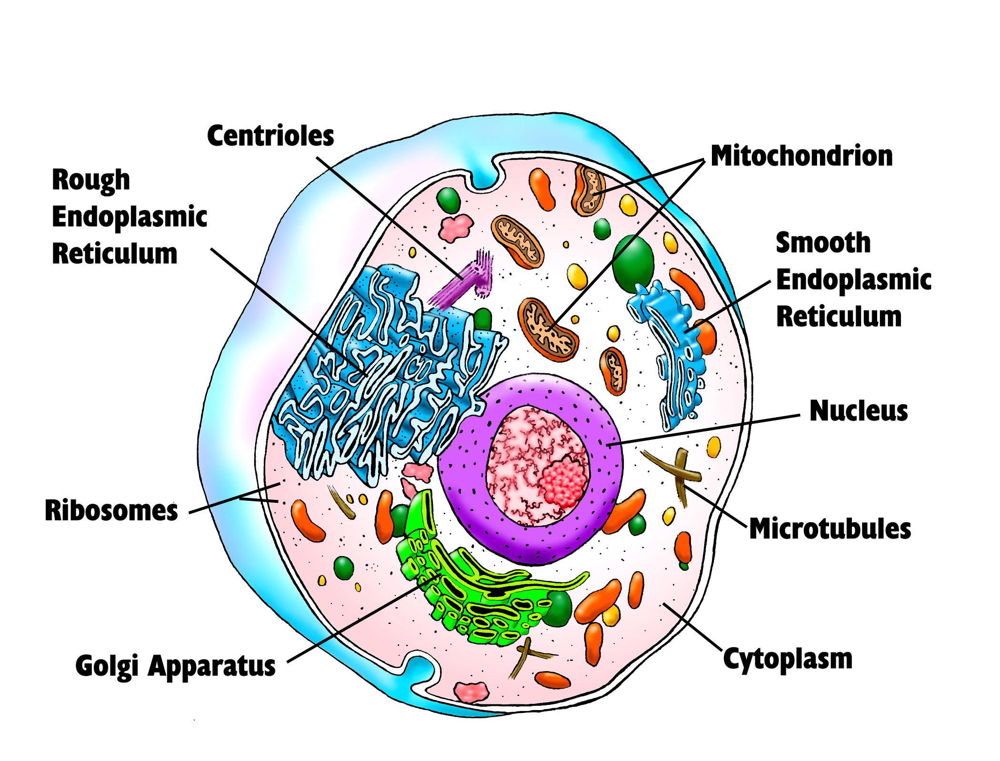 Centrioles
Mitochondrion
Rough
Endoplasmic
Reticulum
Smooth
Endoplasmic
Reticulum
Nucleus
Ribosomes
Microtubules
Golgi Apparatus
Cytoplasm